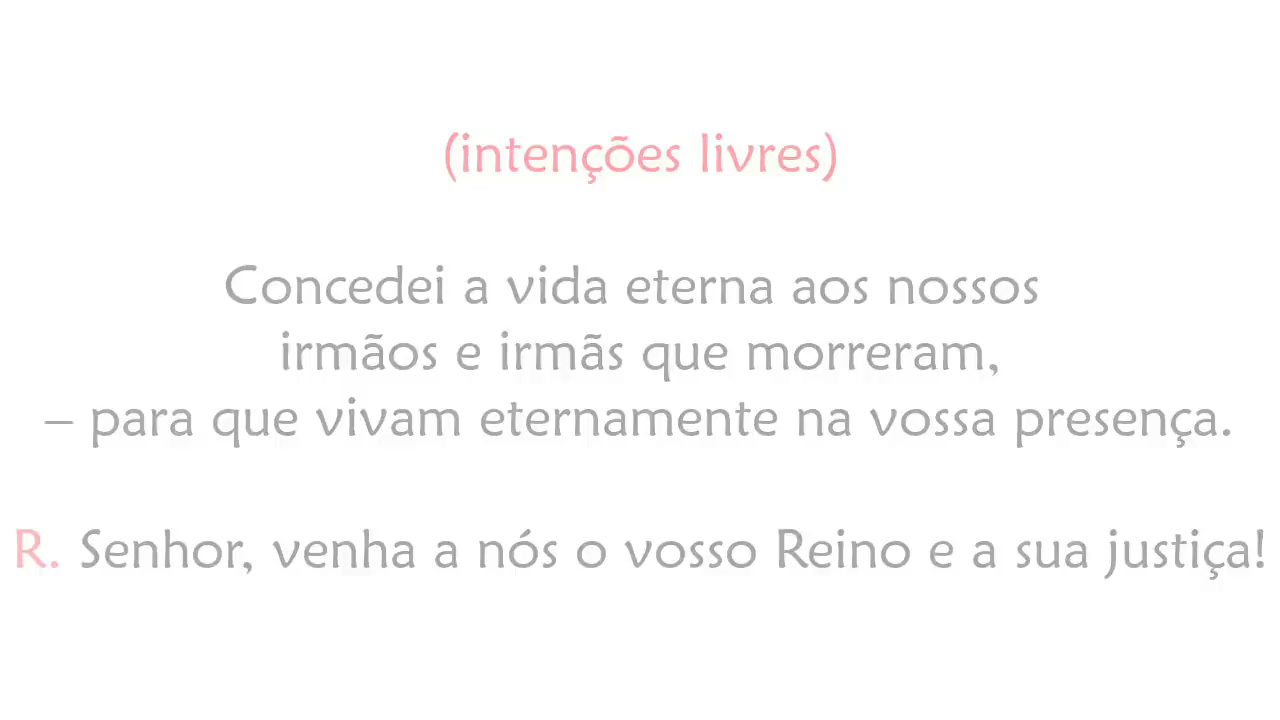 (intenções livres)
Concedei a vida eterna aos nossos
irmãos e irmãs que morreram,
– para que vivam eternamente na vossa presença.
R. Senhor, venha a nós o vosso Reino e a sua justiça!